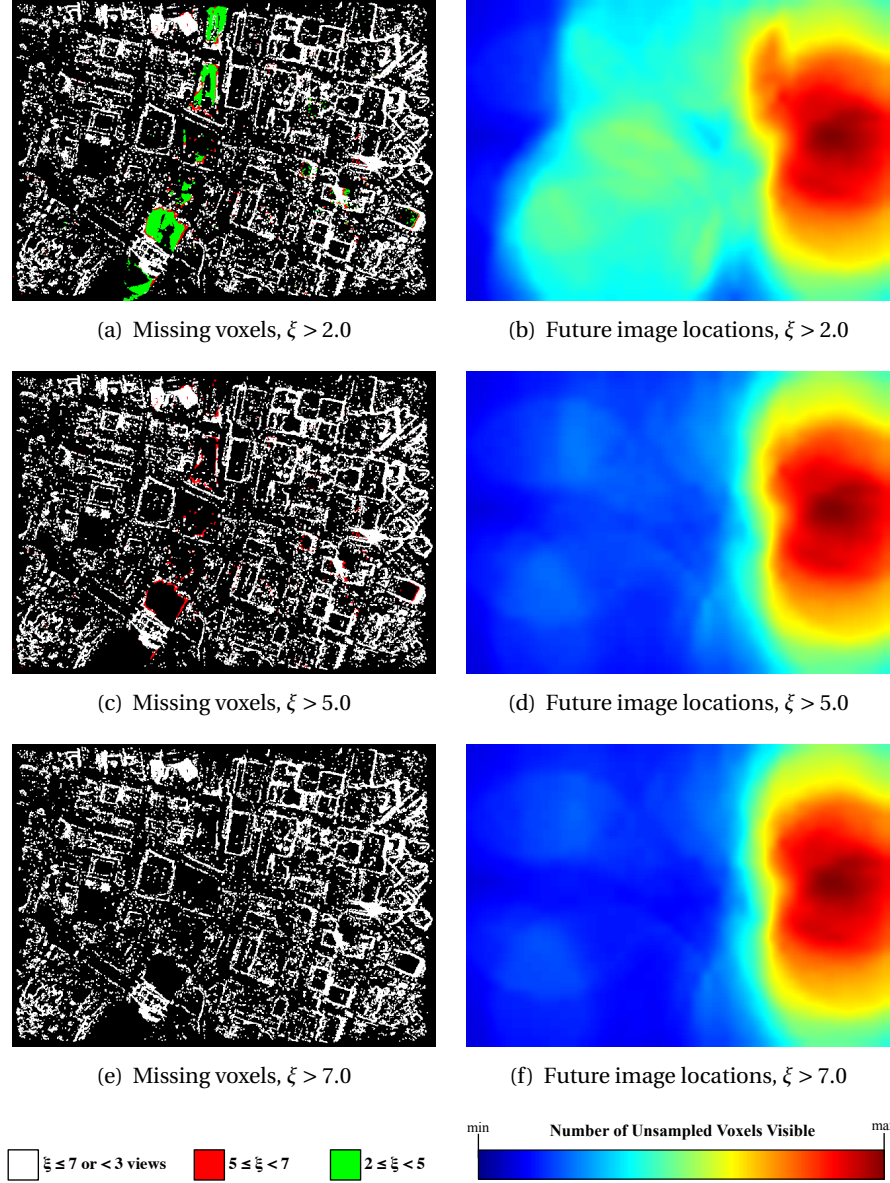 (a) Missing voxels, ξ > 2.0
(b) Future image locations, ξ > 2.0
(c) Missing voxels, ξ > 5.0
(d) Future image locations, ξ > 5.0
(e) Missing voxels, ξ > 7.0
(f) Future image locations, ξ > 7.0
min Number of Unsampled Voxels Visible max
ξ ≤ 7 or < 3 views 5 ≤ ξ < 7 2 ≤ ξ < 5